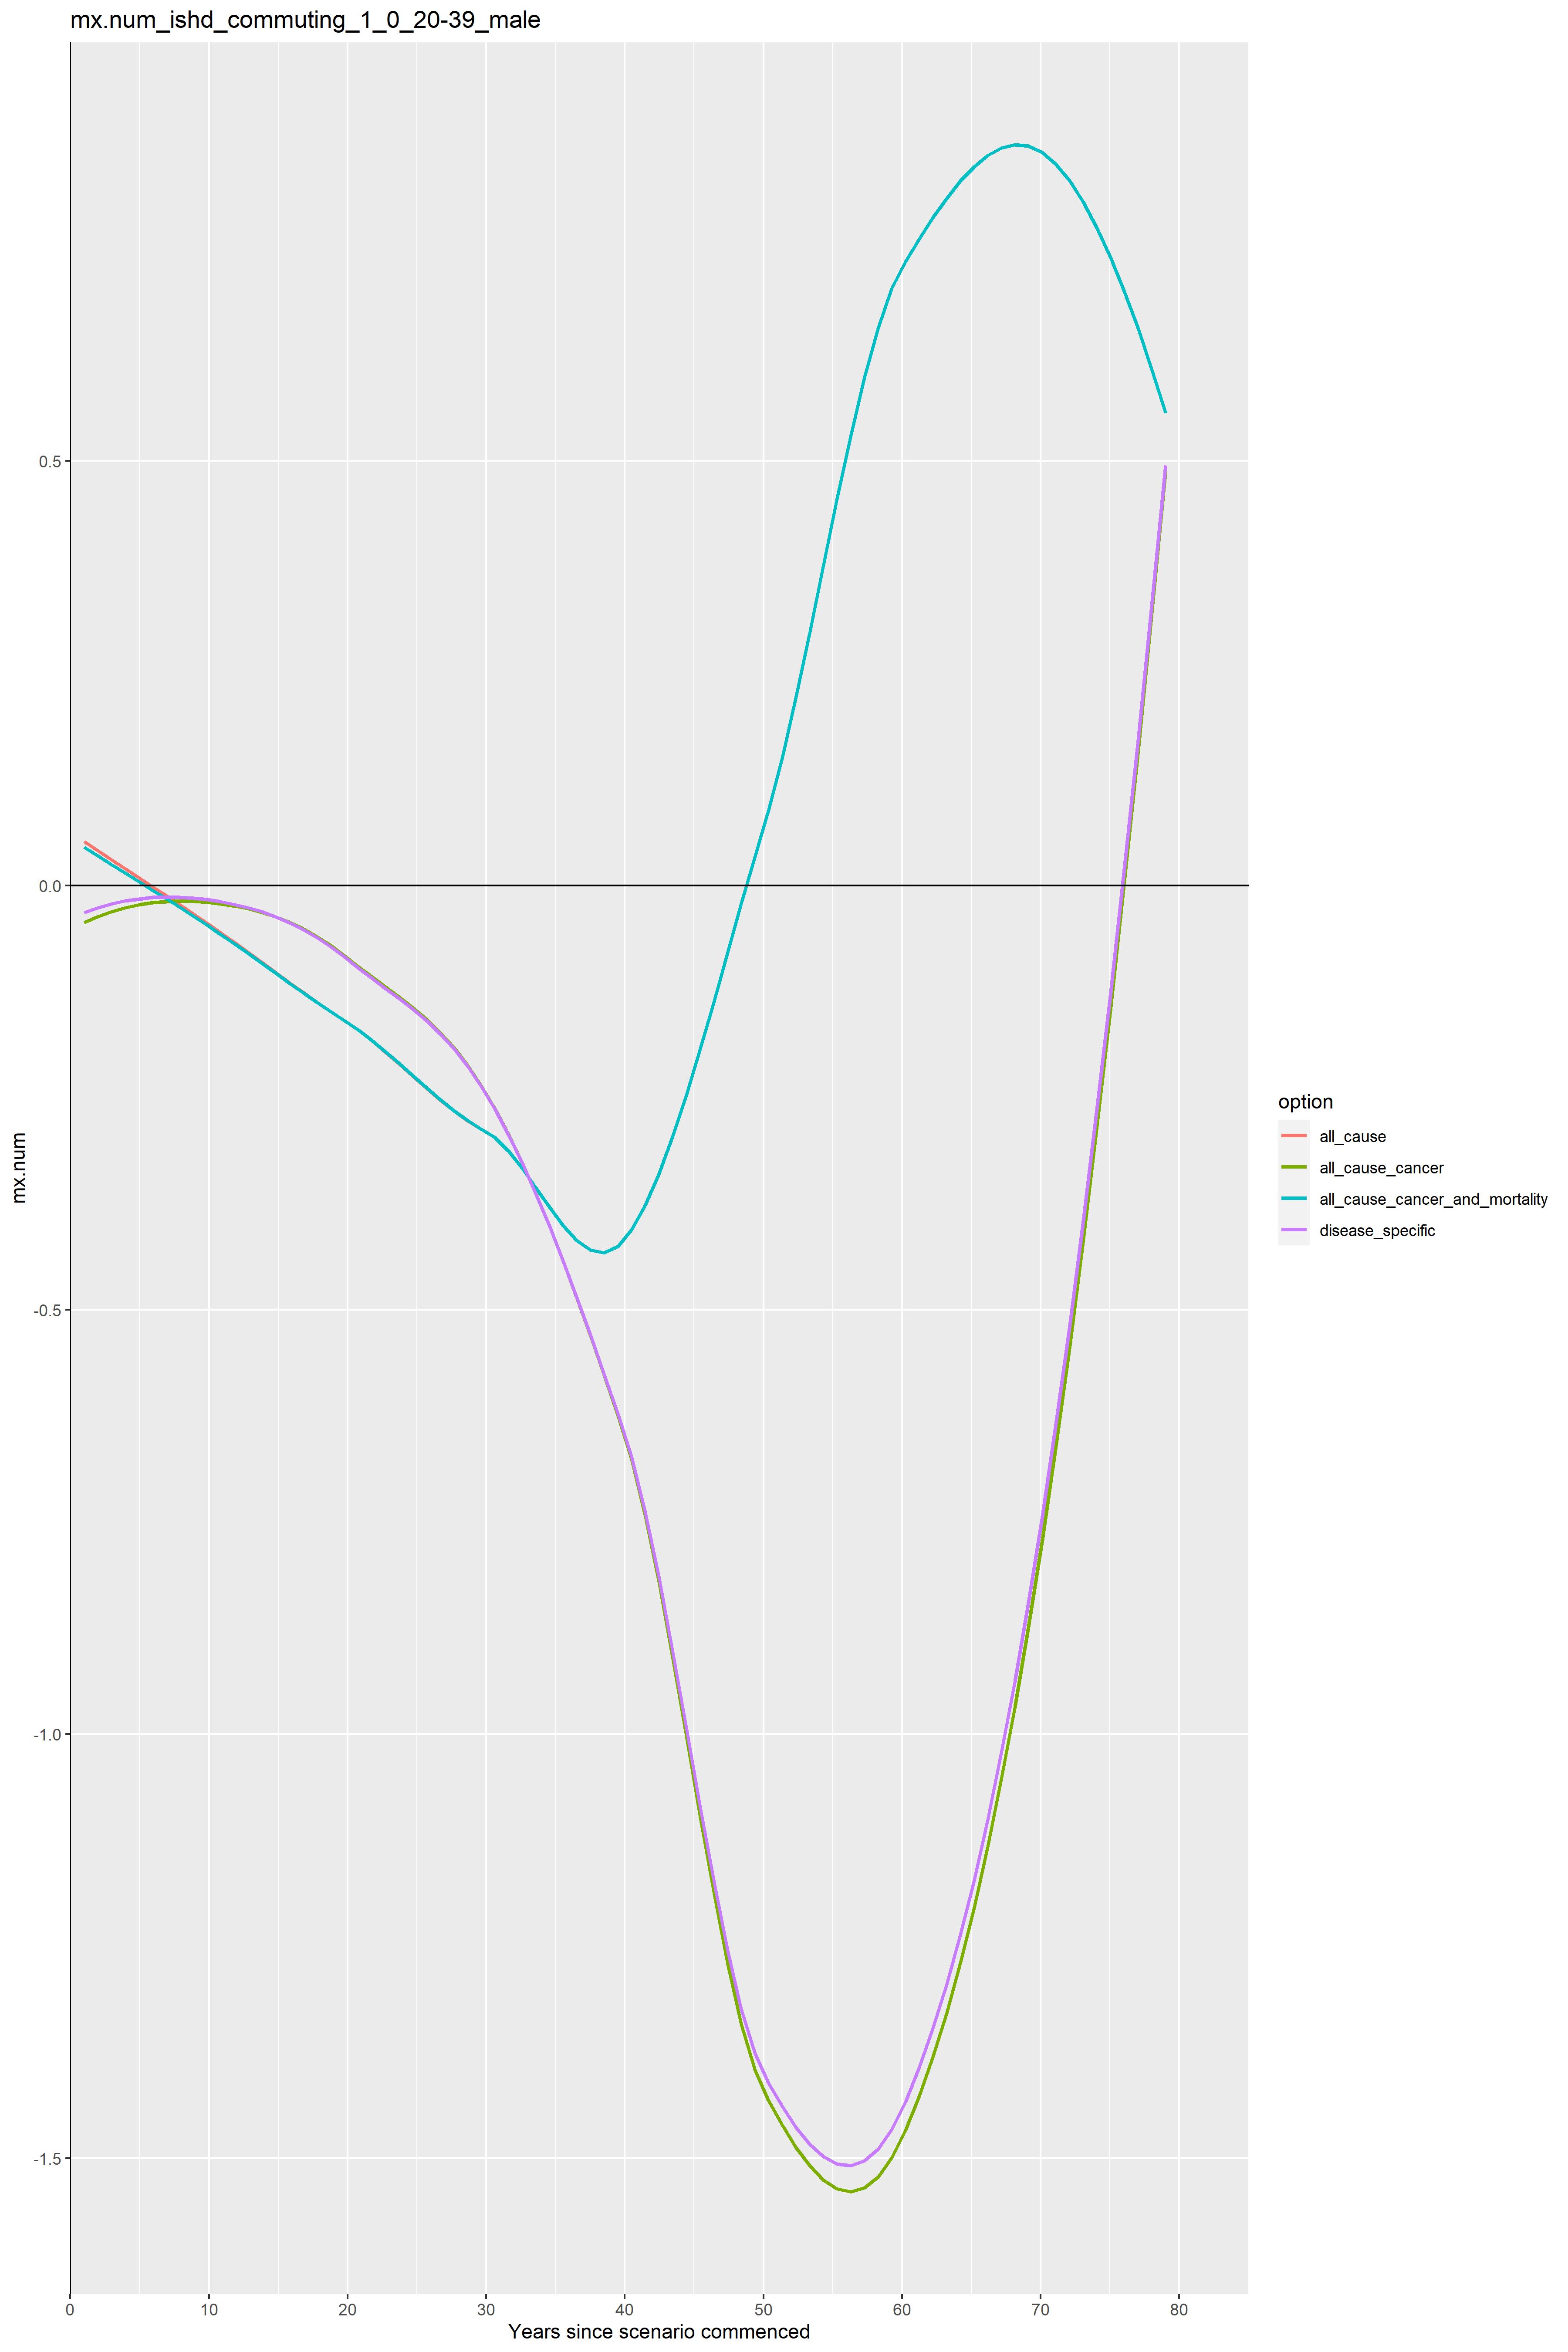 mx.num_ishd_commuting_1_0_20-39_male
0.5
0.0
-0.5
-1.0
-1.5
mx.num
0 10 20 30 40 50 60 70 80
Years since scenario commenced
option
all_cause
all_cause_cancer
all_cause_cancer_and_mortality
disease_specific